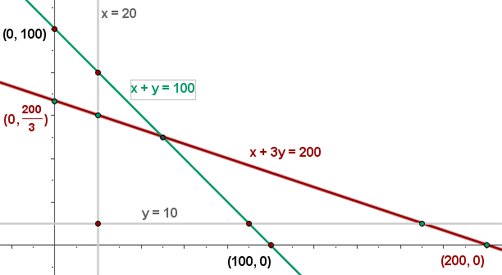 x = 20
(0, 100)
x + y = 100
(0, 200/3)
x + 3y = 200
y = 10
(100, 0)
(200, 0)